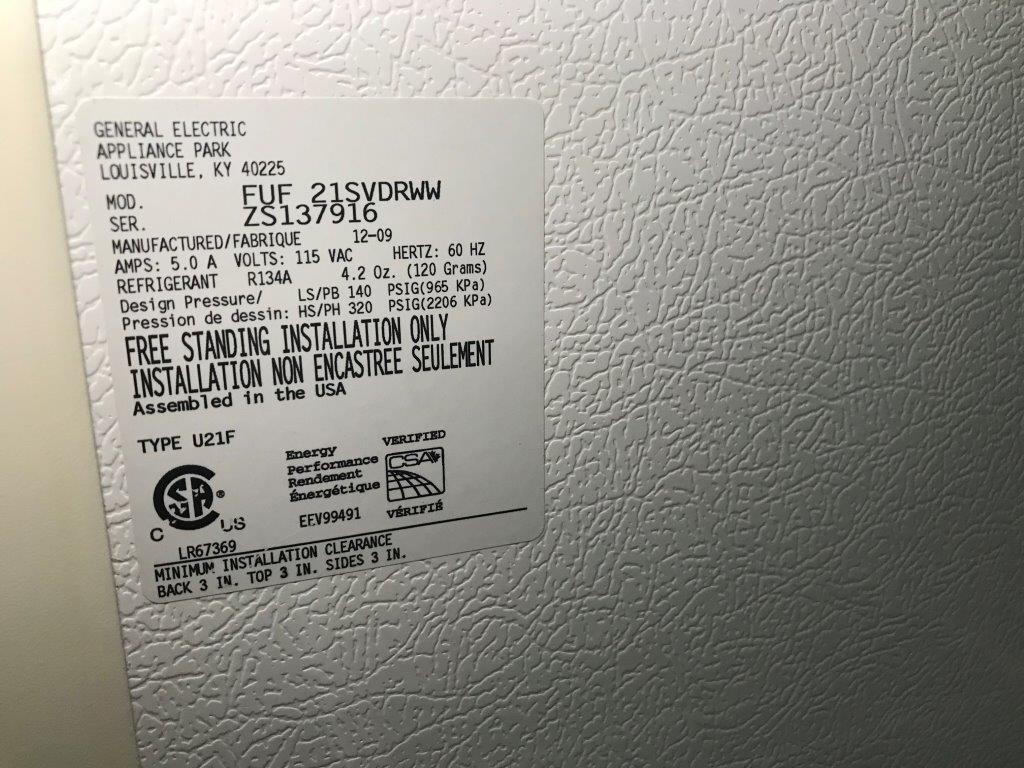 GENERAL ELECTRIC
APPLIANCE PARK
LOUISVILLE, KY 40225
MOD. FUF 21SVDRWW
SER. ZS137916
MANUFACTURED/FABRIQUE 12-09
AMPS: 5.0 A VOLTS: 115 VAC HERTZ: 60 HZ
REFRIGERANT R134A 4.2 Oz. (120 Grams)
Design Pressure/ LS/PB 140 PSIG(965 KPa)
Pression de dessin: HS/PH 320 PSIG(2206 KPa)
FREE STANDING INSTALLATION ONLY
INSTALLATION NON ENCASTREE SEULEMENT
Assembled in the USA
TYPE U21F
C SA ® US
LR67369
Energy
Performance
Rendement
Énergétique
EEV99491
VERIFIED
CSA
VÉRIFIÉ
MINIMUM INSTALLATION CLEARANCE
BACK 3 IN. TOP 3 IN. SIDES 3 IN.